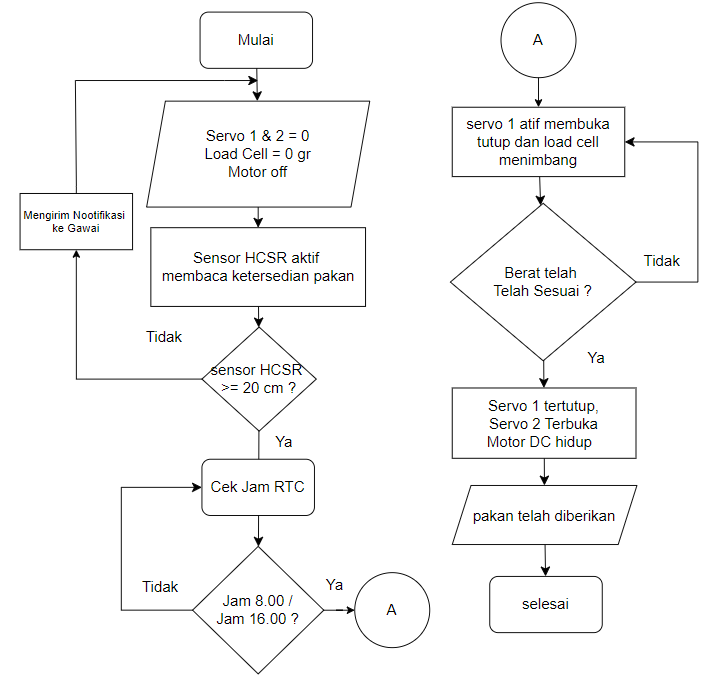 Mulai
Servo 1 & 2 = 0
Load Cell = 0 gr
Motor off
Mengirim Nootifikasi
ke Gawai
Sensor HCSR aktif
membaca ketersedian pakan
Tidak
sensor HCSR
>= 20 cm ?
Ya
Cek Jam RTC
Tidak
Jam 8.00 /
Jam 16.00 ?
Ya
A
A
servo 1 atif membuka
tutup dan load cell
menimbang
Berat telah
Telah Sesuai ?
Tidak
Ya
Servo 1 tertutup,
Servo 2 Terbuka
Motor DC hidup
pakan telah diberikan
selesai